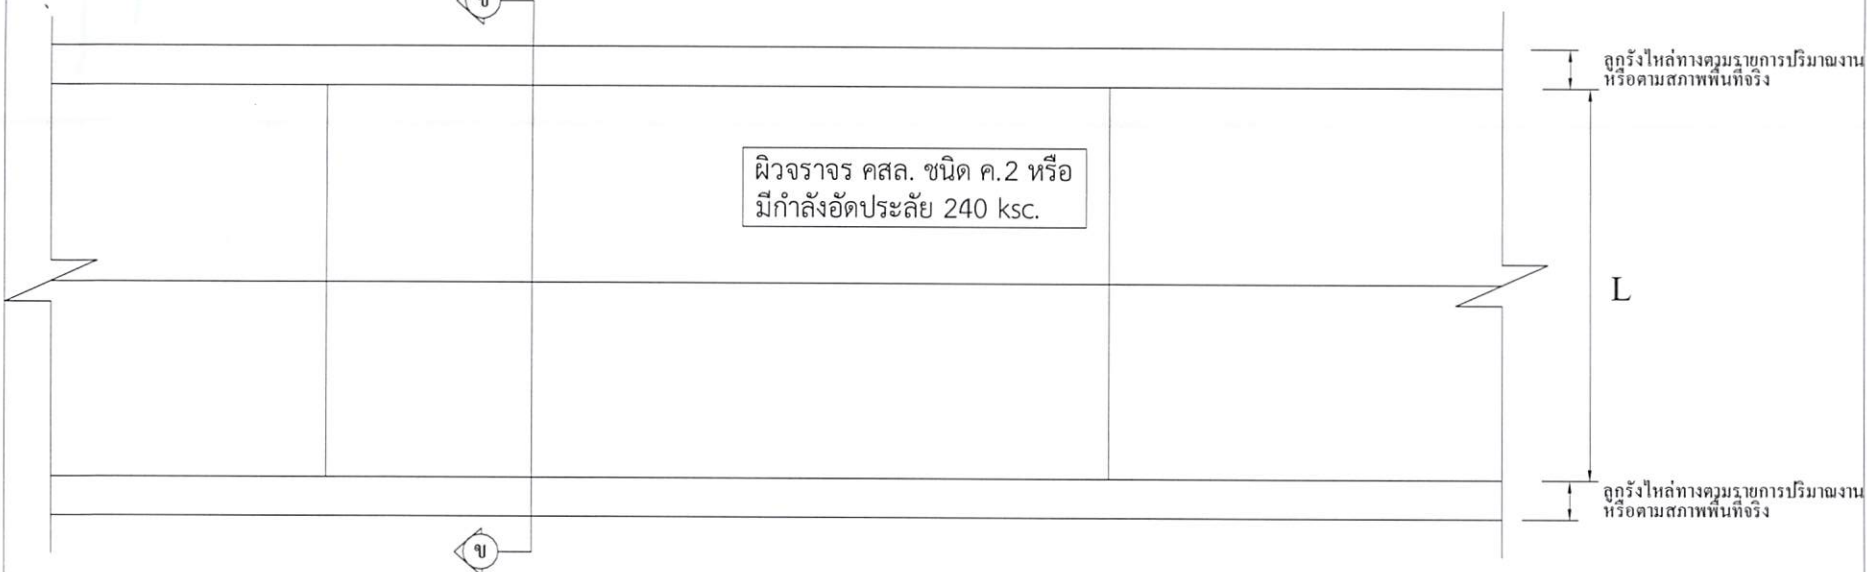 ข
ลูกรังไหล่ทางตามรายการปริมาณงาน
หรือตามสภาพพื้นที่จริง
ผิวจราจร คสล. ชนิด ค.2 หรือ
มีกำลังอัดประลัย 240 ksc.
L
ลูกรังไหล่ทางตามรายการปริมาณงาน
หรือตามสภาพพื้นที่จริง
ข